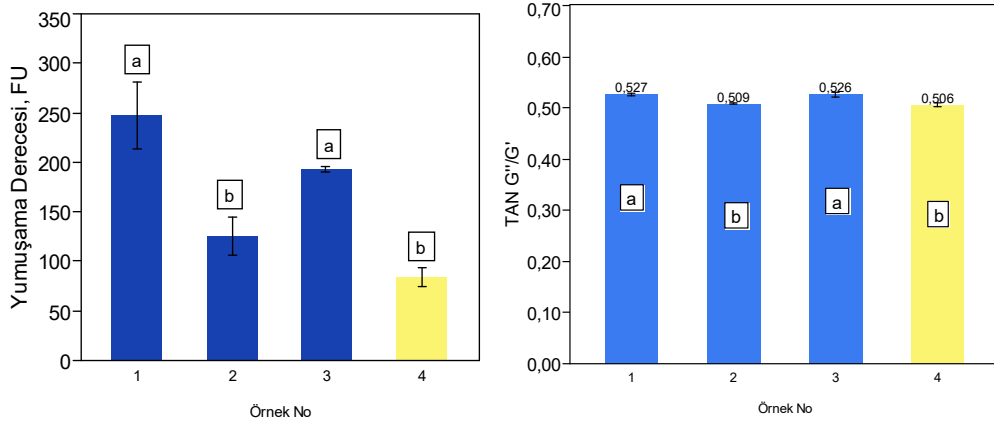 Yumuşama Derecesi, FU
350
300
250
200
150
100
50
0
a
b
a
b
1 2 3 4
Örnek No
TAN G''/G'
0,70
0,60
0,50
0,40
0,30
0,20
0,10
0,00
0,527
0,509
0,526
0,506
a
b
a
b
1 2 3 4
Örnek No